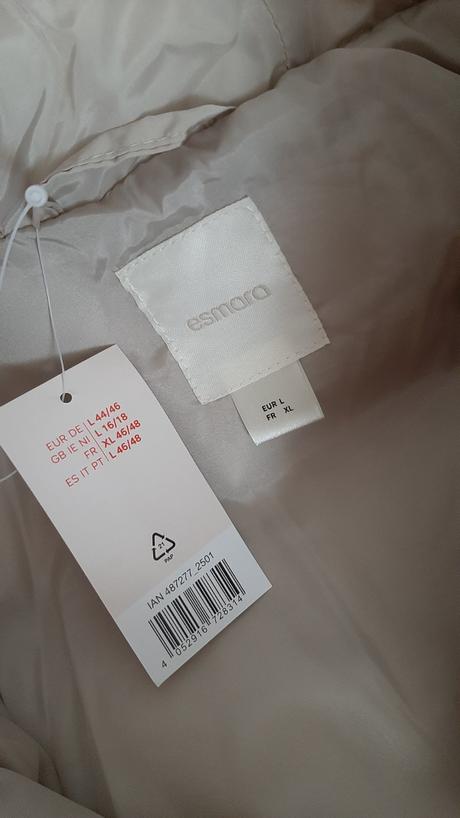 esmara
EUR L
FR XL
EUR DE L 44/46
GB IE NI L 16/18
FR XL 46/48
ES IT PT L 46/48
21
PAP
IAN 487277_2501
4 052916 728314